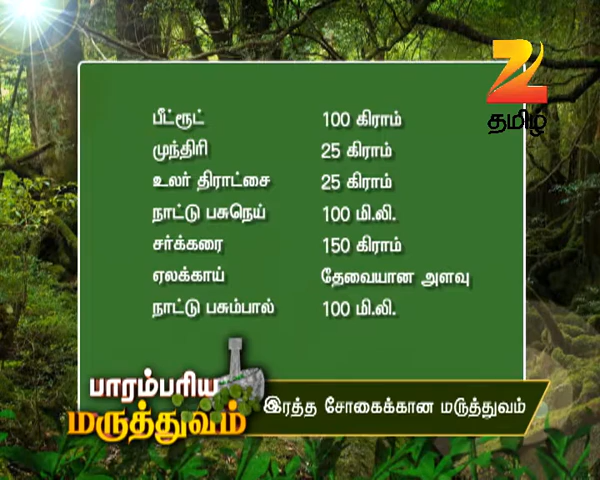 தமிழ்
பீட்ரூட் 100 கிராம்
முந்திரி 25 கிராம்
உலர் திராட்சை 25 கிராம்
நாட்டு பசுநெய் 100 மி.லி.
சர்க்கரை 150 கிராம்
ஏலக்காய் தேவையான அளவு
நாட்டு பசும்பால் 100 மி.லி.
பாரம்பரிய
மருத்துவம்
இரத்த சோகைக்கான மருத்துவம்